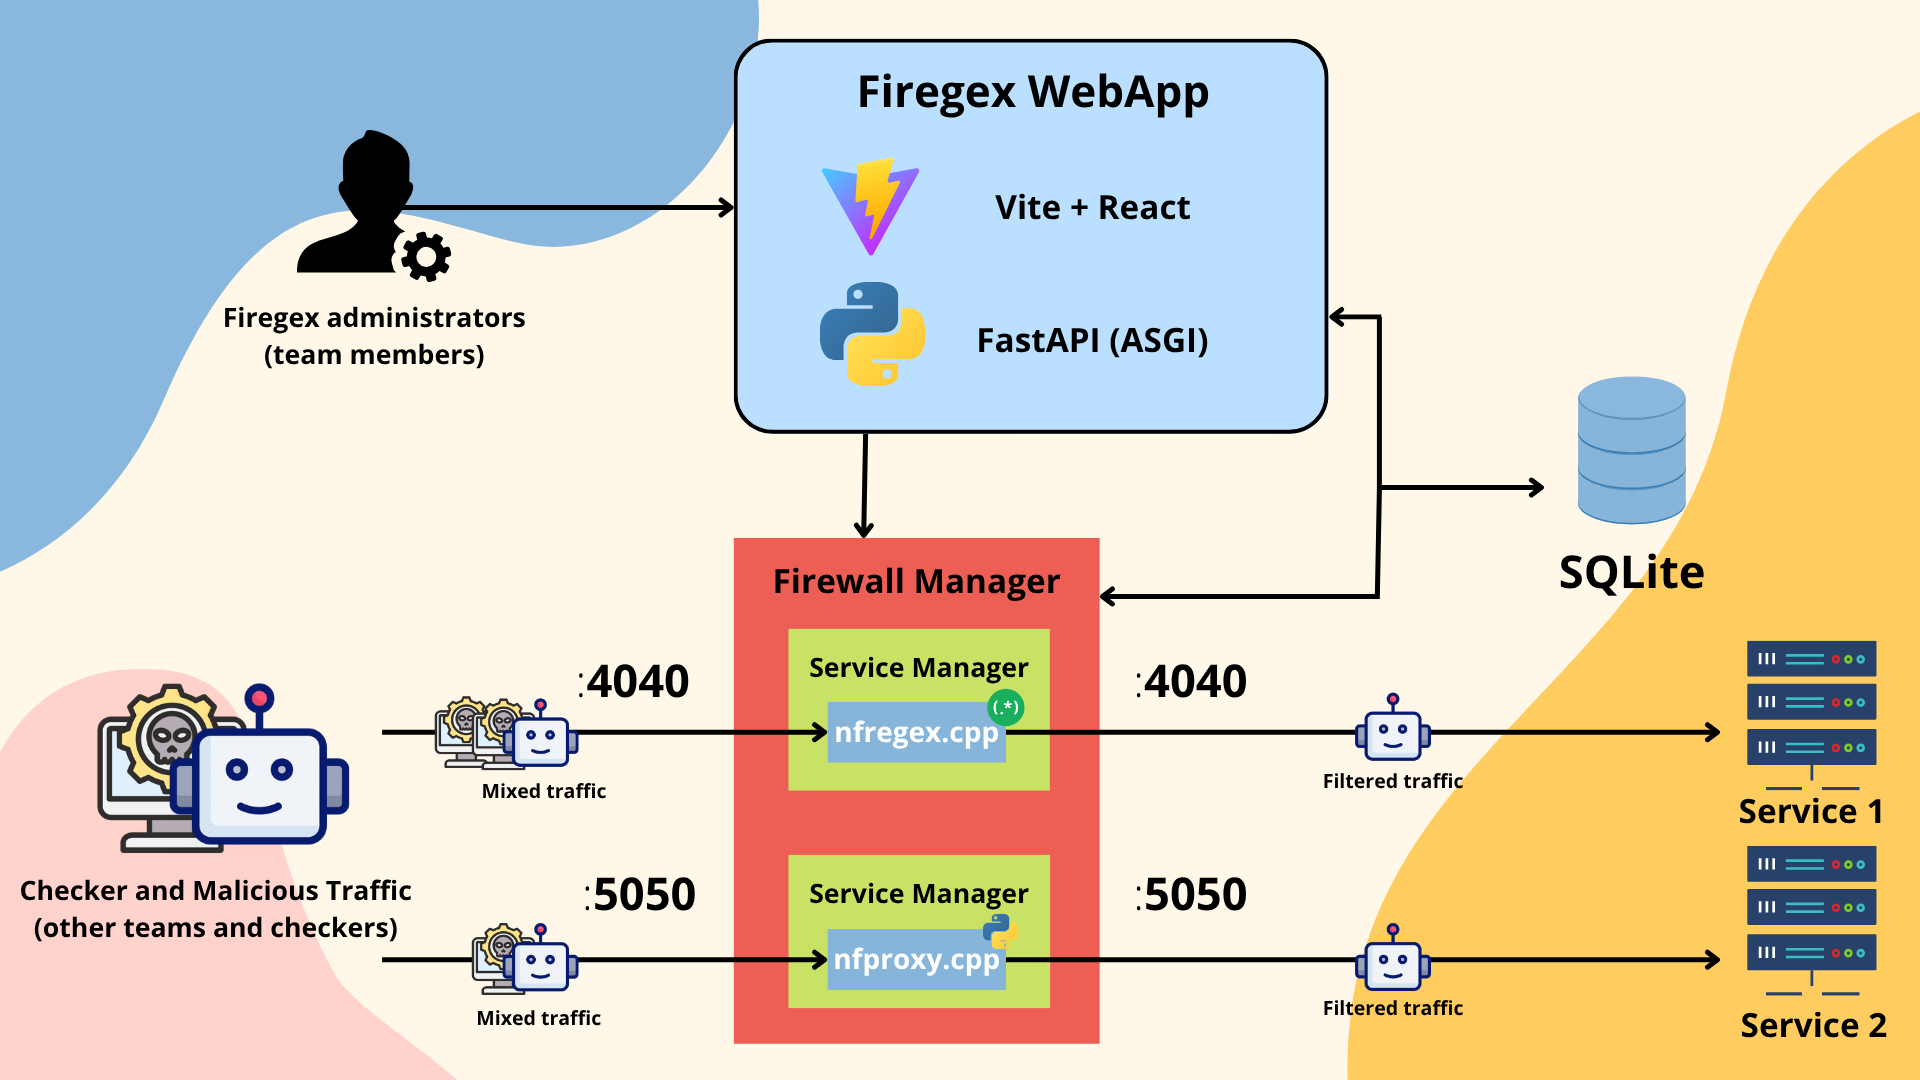 Firegex WebApp
Vite + React
FastAPI (ASGI)
Firegex administrators
(team members)
SQLite
Firewall Manager
Service Manager
(.*)
nfregex.cpp
:4040
Mixed traffic
:4040
Filtered traffic
Service 1
Checker and Malicious Traffic
(other teams and checkers)
:5050
Mixed traffic
Service Manager
nfproxy.cpp
:5050
Filtered traffic
Service 2